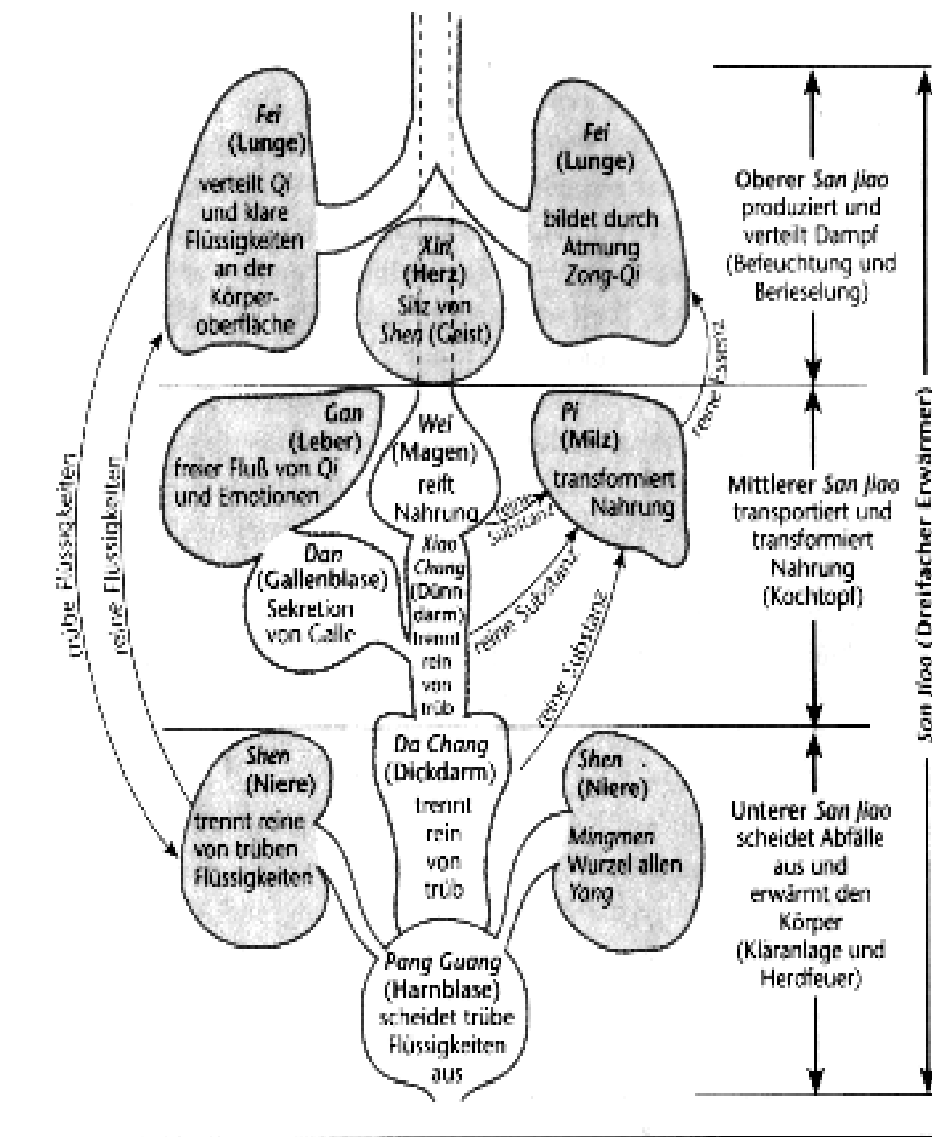 Fei
(Lunge)
verteilt Qi
und klare
Flüssigkeiten
an der
Körper-
oberfläche
Fei
(Lunge)
bildet durch
Atmung
Zong-Qi
Xin
(Herz)
Sitz von
Shen (Geist)
Oberer San Jiao
produziert und
verteilt Dampf
(Befeuchtung und
Berieselung)
reine Essenz
Gan
(Leber)
freier Fluß von Qi
und Emotionen
Wei
(Magen)
reift
Nahrung
Pi
(Milz)
transformiert
Nahrung
reine
Substanz
reine Substanz
reine Substanz
Dan
(Gallenblase)
Sekretion
von Galle
Xiao
Chang
(Dünn
darm)
trennt
rein
von
trüb
Mittlerer San Jiao
transportiert und
transformiert
Nahrung
(Kochtopf)
trübe Flüssigkeiten
reine Flüssigkeiten
San Jiao (Dreifacher Erwärmer)
Shen
(Niere)
trennt reine
von trüben
Flüssigkeiten
Da Chang
(Dickdarm)
trennt
rein
von
trüb
Shen
(Niere)
Mingmen
Wurzel allen
Yang
Unterer San Jiao
scheidet Abfälle
aus und
erwärmt den
Körper
(Kläranlage und
Herdfeuer)
Pang Guang
(Harnblase)
scheidet trübe
Flüssigkeiten
aus